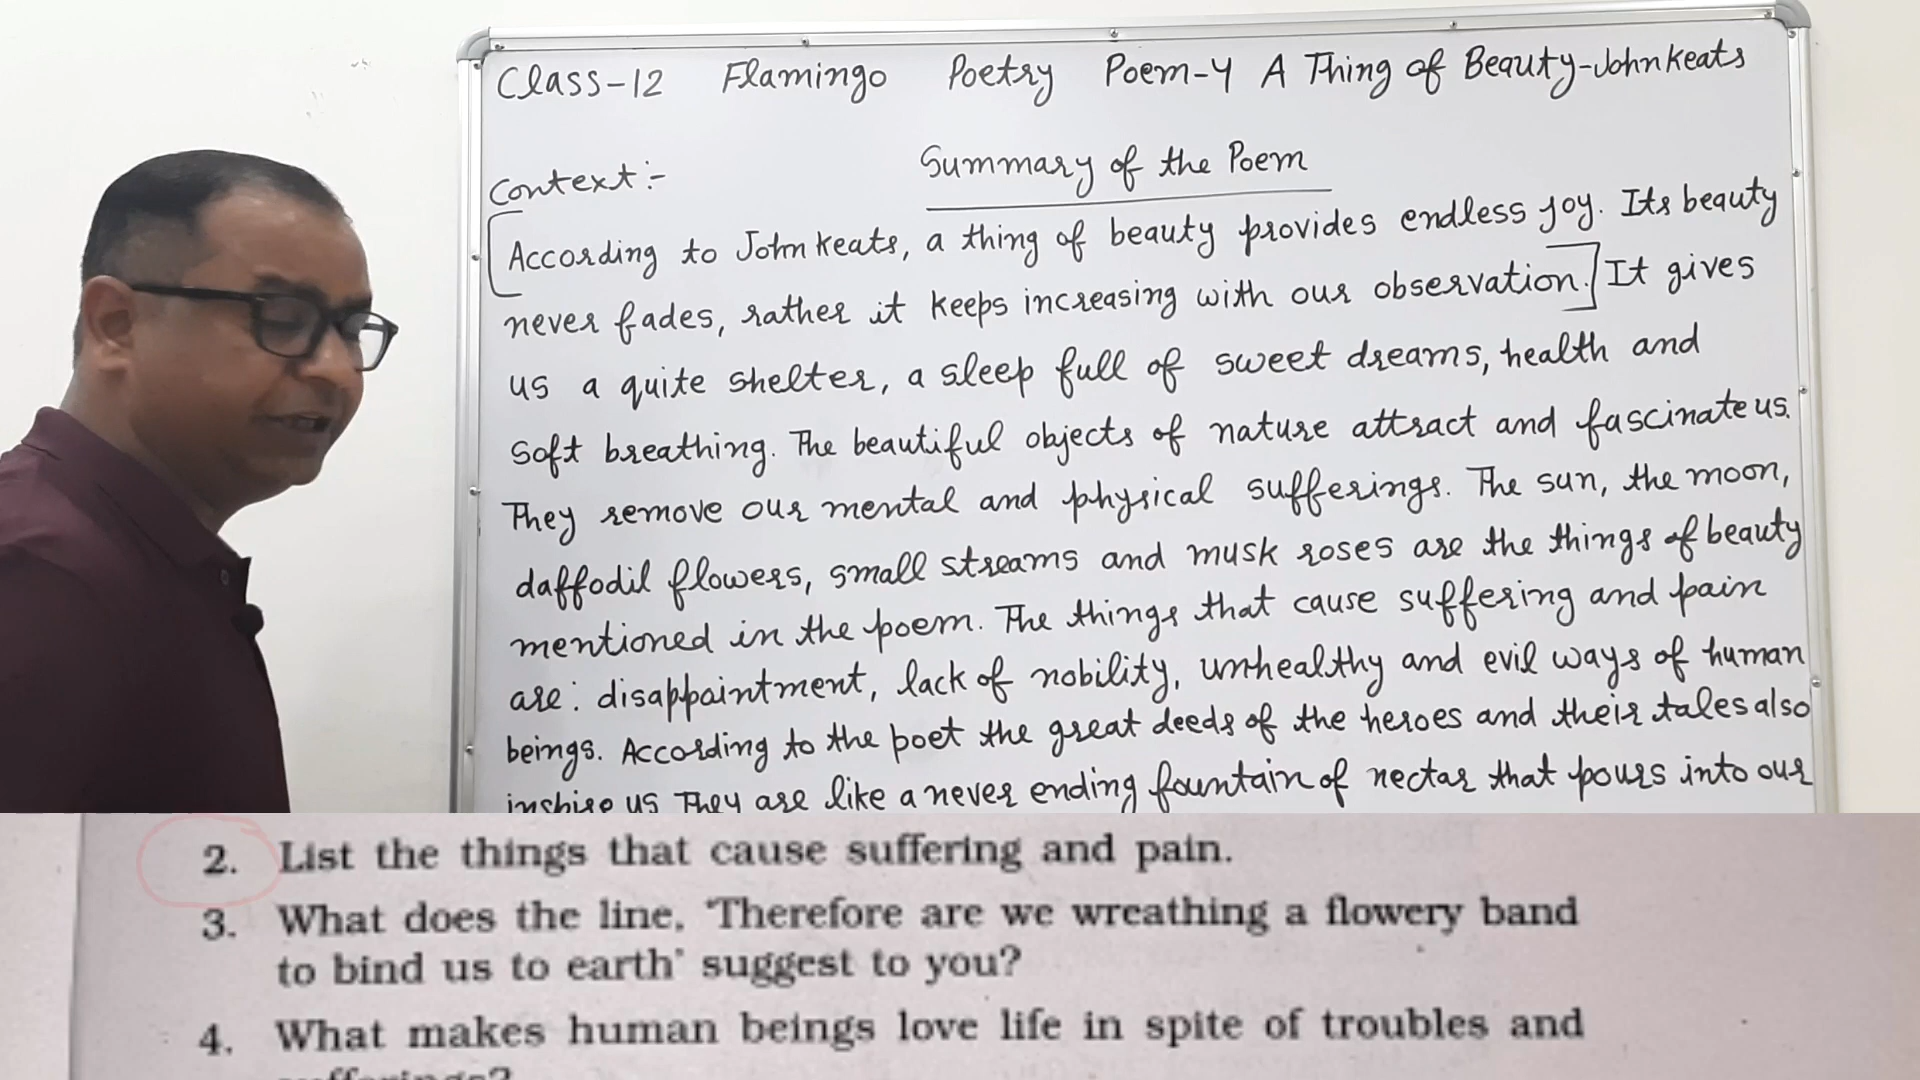 Class-12 Flamingo Poetry Poem-4 A Thing of Beauty-John Keats
Summary of the Poem
Context:-
According to John Keats, a thing of beauty provides endless joy. Its beauty
never fades, rather it keeps increasing with our observation. It gives
us a quite shelter, a sleep full of sweet dreams, health and
soft breathing. The beautiful objects of nature attract and fascinate us.
They remove our mental and physical sufferings. The sun, the moon,
daffodil flowers, small streams and musk roses are the things of beauty
mentioned in the poem. The things that cause suffering and pain
are: disappointment, lack of nobility, unhealthy and evil ways of human
beings. According to the poet the great deeds of the heroes and their tales also
inspire us They are like a never ending fountain of nectar that pours into our
2. List the things that cause suffering and pain.
3. What does the line, 'Therefore are we wreathing a flowery band
to bind us to earth' suggest to you?
4. What makes human beings love life in spite of troubles and
sufferings?